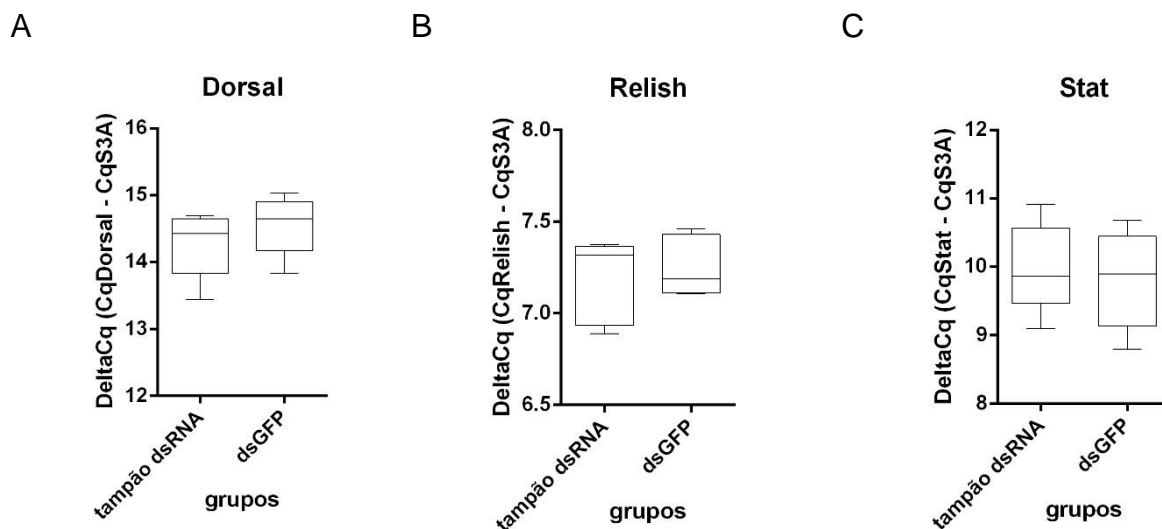 A
B
C
Dorsal
DeltaCq (CqDorsal - CqS3A)
16
15
14
13
12
tampão dsRNA
dsGFP
grupos
Relish
DeltaCq (CqRelish - CqS3A)
8.0
7.5
7.0
6.5
tampão dsRNA
dsGFP
grupos
Stat
DeltaCq (CqStat - CqS3A)
12
11
10
9
8
tampão dsRNA
dsGFP
grupos